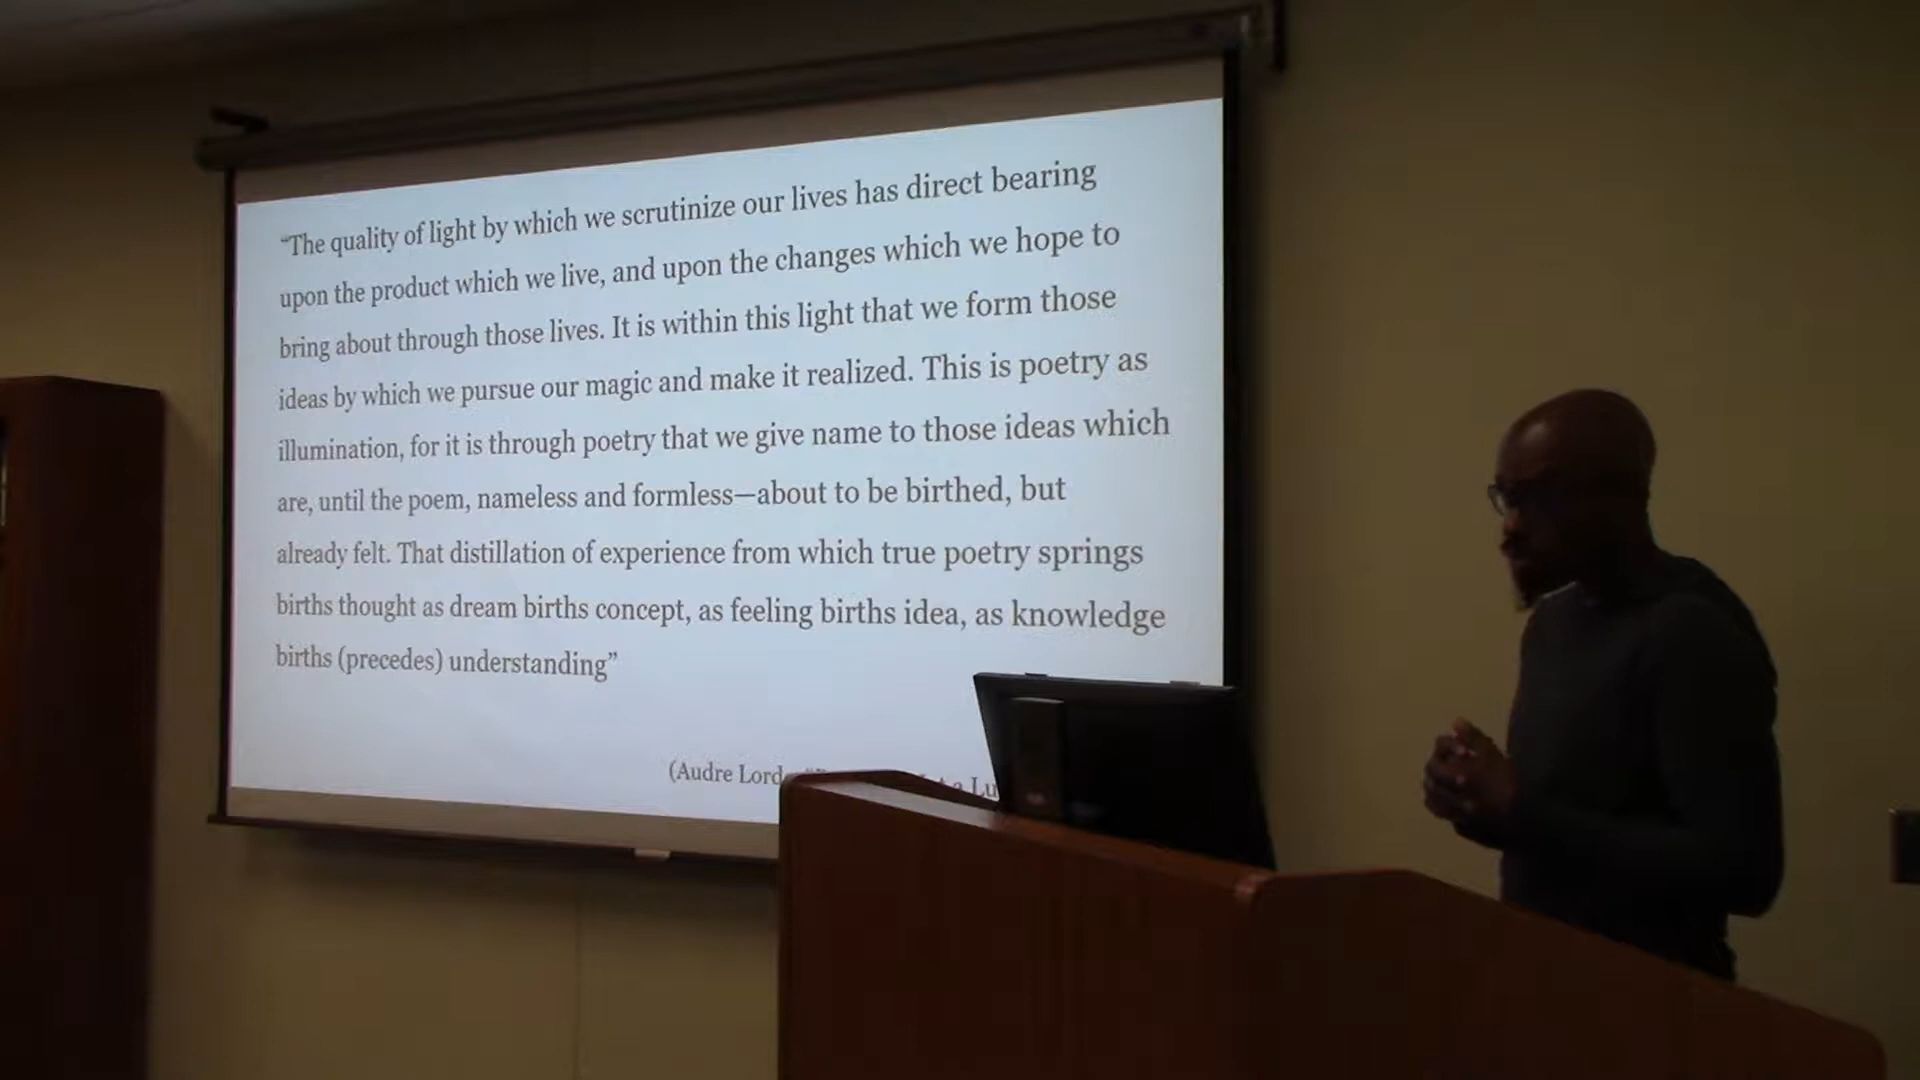 “The quality of light by which we scrutinize our lives has direct bearing
upon the product which we live, and upon the changes which we hope to
bring about through those lives. It is within this light that we form those
ideas by which we pursue our magic and make it realized. This is poetry as
illumination, for it is through poetry that we give name to those ideas which
are, until the poem, nameless and formless—about to be birthed, but
already felt. That distillation of experience from which true poetry springs
births thought as dream births concept, as feeling births idea, as knowledge
births (precedes) understanding”
(Audre Lord